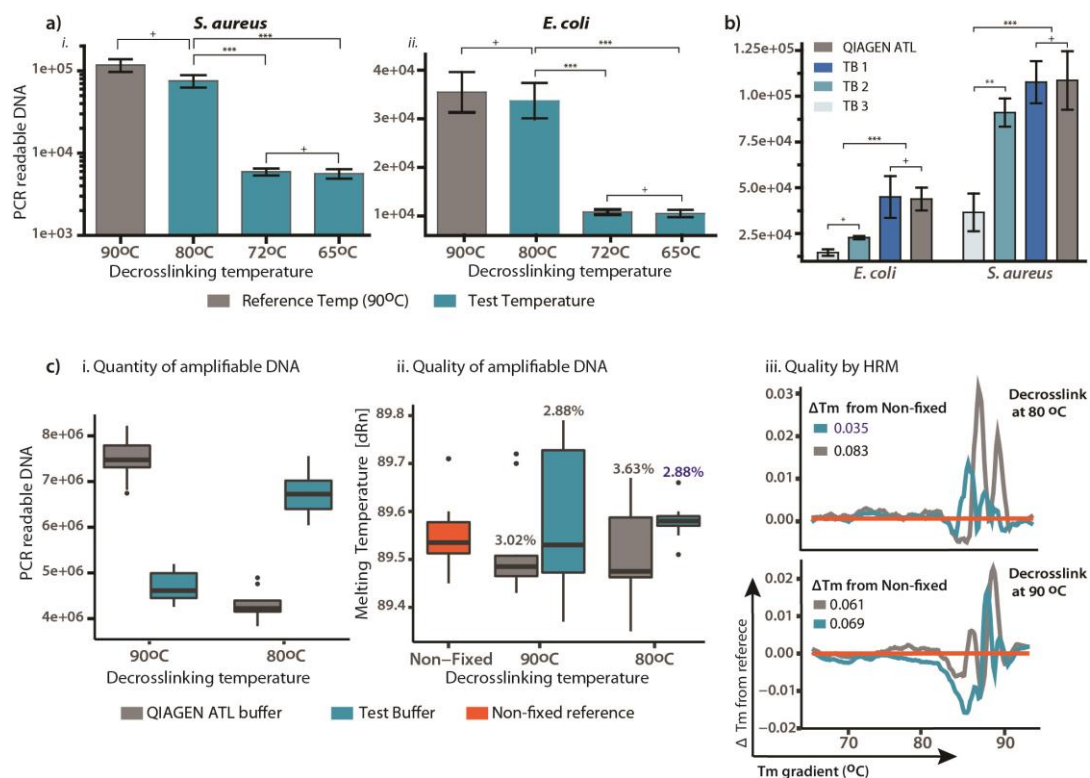 a)
S. aureus
i.
+
***
***
+
PCR readable DNA
1e+05
1e+04
1e+03
90ºC
80ºC
72ºC
65ºC
Decrosslinking temperature
E. coli
ii.
+
***
***
+
4e+04
3e+04
2e+04
1e+04
90ºC
80ºC
72ºC
65ºC
Decrosslinking temperature
Reference Temp (90ºC)
Test Temperature
b)
QIAGEN ATL
TB 1
TB 2
TB 3
***
+
**
***
+
+
1.25e+05
1.00e+05
7.5e+04
5.0e+04
2.5e+04
E. coli
S. aureus
c)
i. Quantity of amplifiable DNA
PCR readable DNA
8e+06
7e+06
6e+06
5e+06
4e+06
90ºC
80ºC
Decrosslinking temperature
ii. Quality of amplifiable DNA
Melting Temperature [dRn]
89.8
89.7
89.6
89.5
89.4
2.88%
3.02%
3.63%
2.88%
Non–Fixed
90ºC
80ºC
Decrosslinking temperature
QIAGEN ATL buffer
Test Buffer
Non-fixed reference
iii. Quality by HRM
0.03
0.02
0.01
0.00
ΔTm from Non-fixed
0.035
0.083
Decrosslink
at 80 ºC
0.02
0.00
−0.01
−0.02
ΔTm from Non-fixed
0.061
0.069
Decrosslink
at 90 ºC
Δ Tm from referece
70
80
90
Tm gradient (ºC)